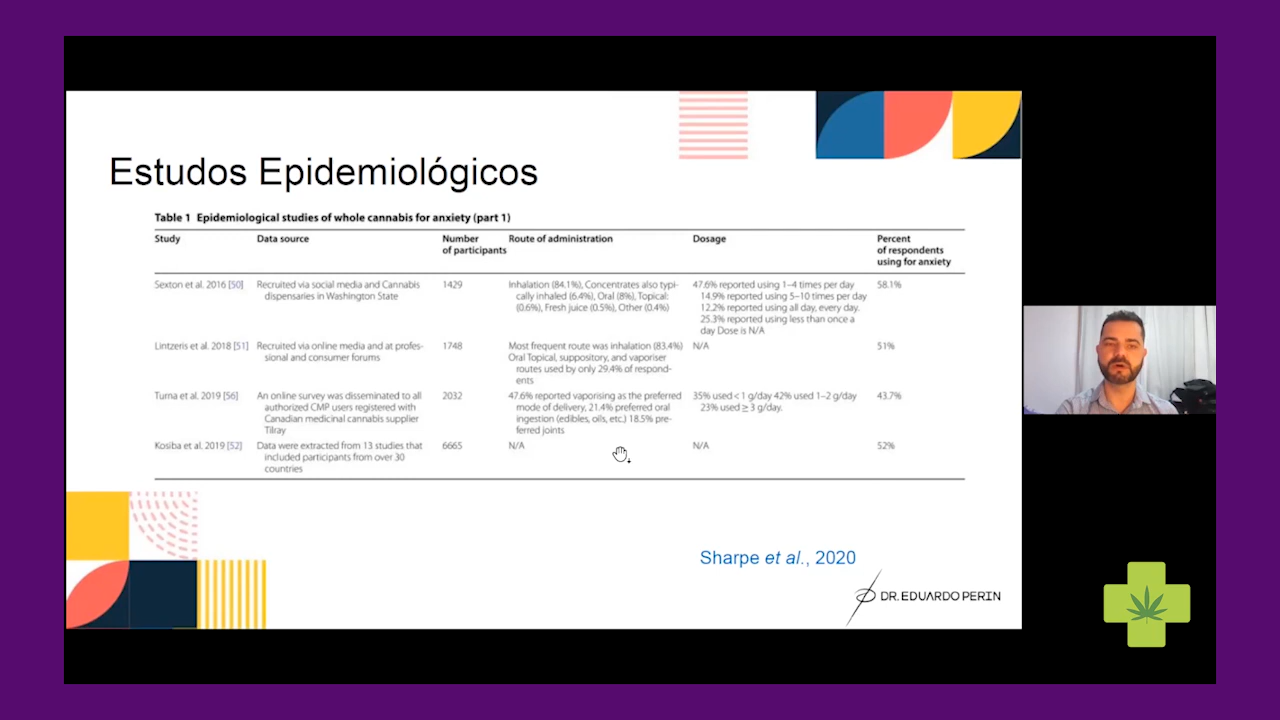 Estudos Epidemiológicos
Table 1 Epidemiological studies of whole cannabis for anxiety (part 1)
Study
Data source
Number
of participants
Route of administration
Dosage
Percent
of respondents
using for anxiety
Sexton et al. 2016 [50]
Recruited via social media and Cannabis
dispensaries in Washington State
1429
Inhalation (84.1%), Concentrates also typi-
cally inhaled (6.4%), Oral (8%), Topical:
(0.6%), Fresh juice (0.5%), Other (0.4%)
47.6% reported using 1–4 times per day
14.9% reported using 5–10 times per day
12.2% reported using all day, every day.
25.3% reported using less than once a
day Dose is N/A
58.1%
Lintzeris et al. 2018 [51]
Recruited via online media and at profes-
sional and consumer forums
1748
Most frequent route was inhalation (83.4%)
Oral Topical, suppository, and vaporiser
routes used by only 29.4% of respond-
ents
N/A
51%
Turna et al. 2019 [56]
An online survey was disseminated to all
authorized CMP users registered with
Canadian medicinal cannabis supplier
Tilray
2032
47.6% reported vaporising as the preferred
mode of delivery, 21.4% preferred oral
ingestion (edibles, oils, etc.) 18.5% pre-
ferred joints
35% used < 1 g/day 42% used 1–2 g/day
23% used ≥ 3 g/day.
43.7%
Kosiba et al. 2019 [52]
Data were extracted from 13 studies that
included participants from over 30
countries
6665
N/A
N/A
52%
Sharpe et al., 2020
DR. EDUARDO PERIN